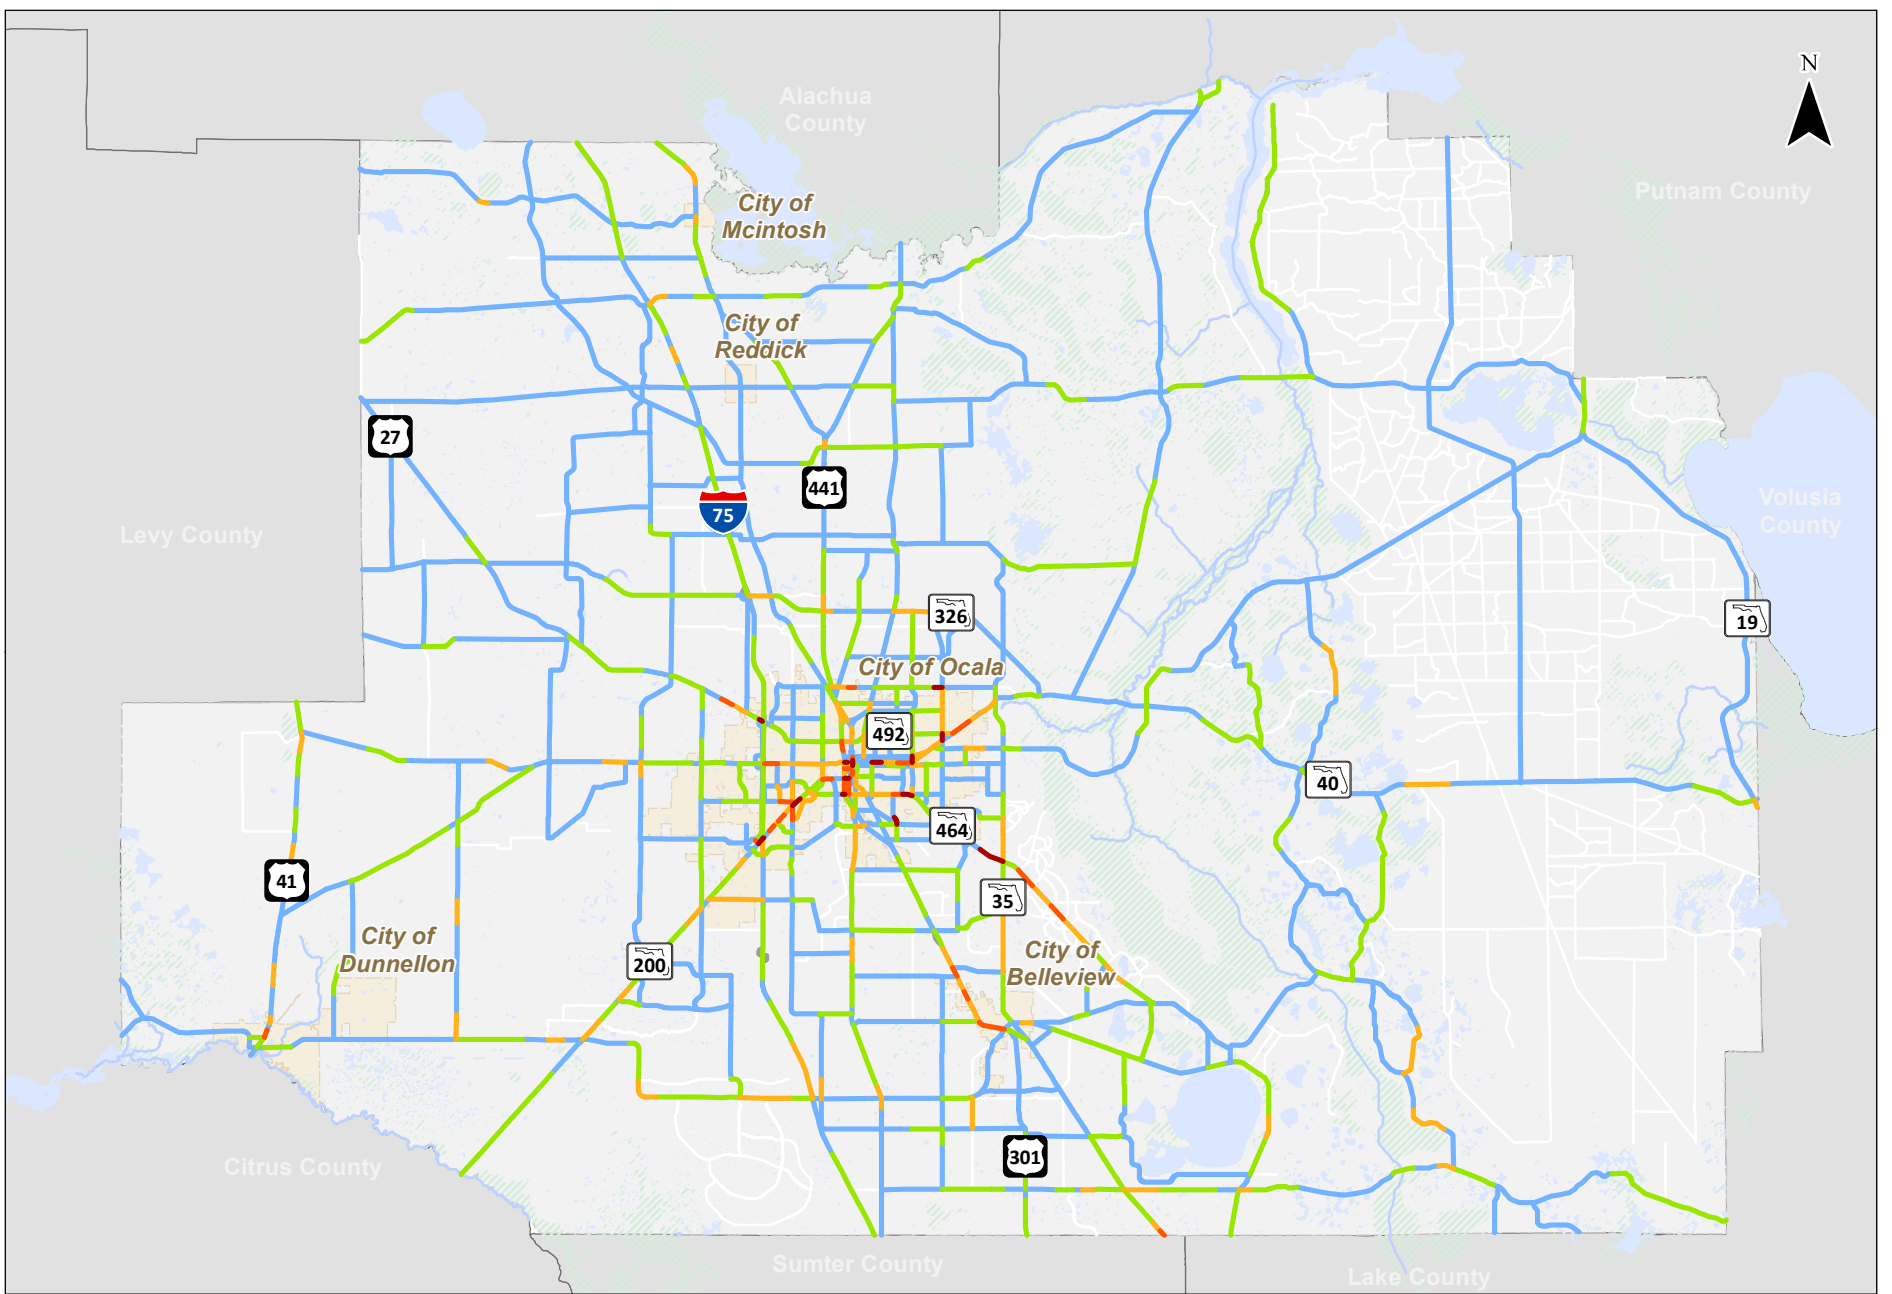 N
Alachua
County
Putnam County
City of
Mcintosh
City of
Reddick
27
441
75
Volusia
County
Levy County
326
19
City of Ocala
492
40
464
41
35
City of
Dunnellon
200
City of
Belleview
301
Citrus County
Sumter County
Lake County